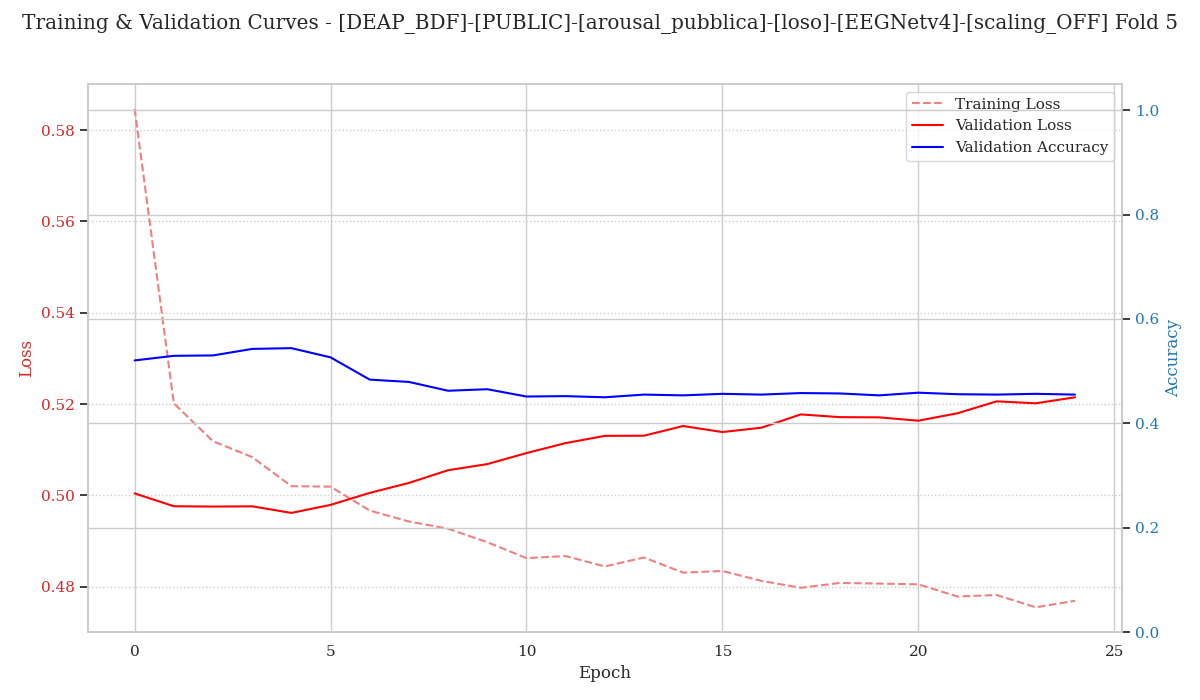 Training & Validation Curves - [DEAP_BDF]-[PUBLIC]-[arousal_pubblica]-[loso]-[EEGNetv4]-[scaling_OFF] Fold 5
Training Loss
Validation Loss
Validation Accuracy
Loss
0.58
0.56
0.54
0.52
0.50
0.48
1.0
0.8
0.6
0.4
0.2
0.0
Accuracy
0 5 10 15 20 25
Epoch